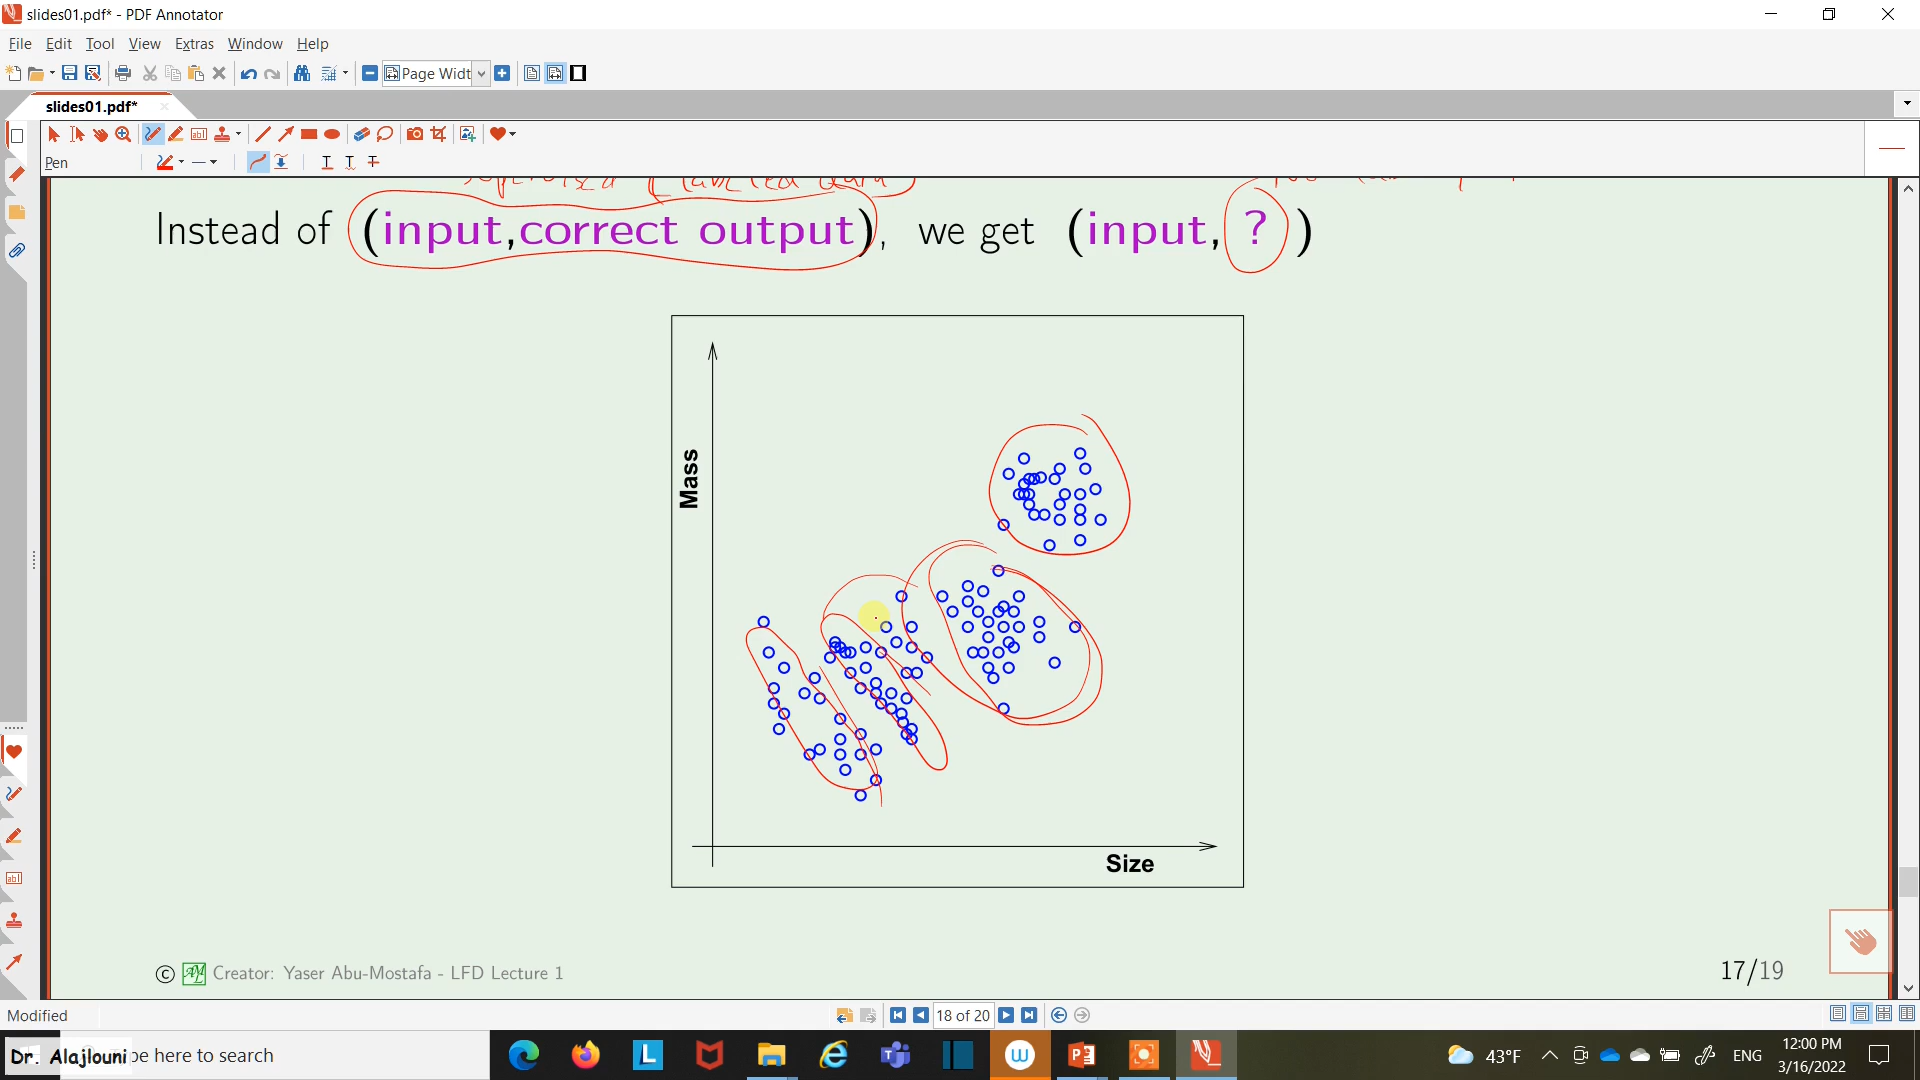 slides01.pdf* - PDF Annotator
File Edit Tool View Extras Window Help
Page Widt
slides01.pdf*
Pen
Instead of (input,correct output), we get (input, ? )
Mass
Size
© Creator: Yaser Abu-Mostafa - LFD Lecture 1
17/19
Modified
18 of 20
Dr. Alajlouni
pe here to search
43°F
ENG
12:00 PM
3/16/2022